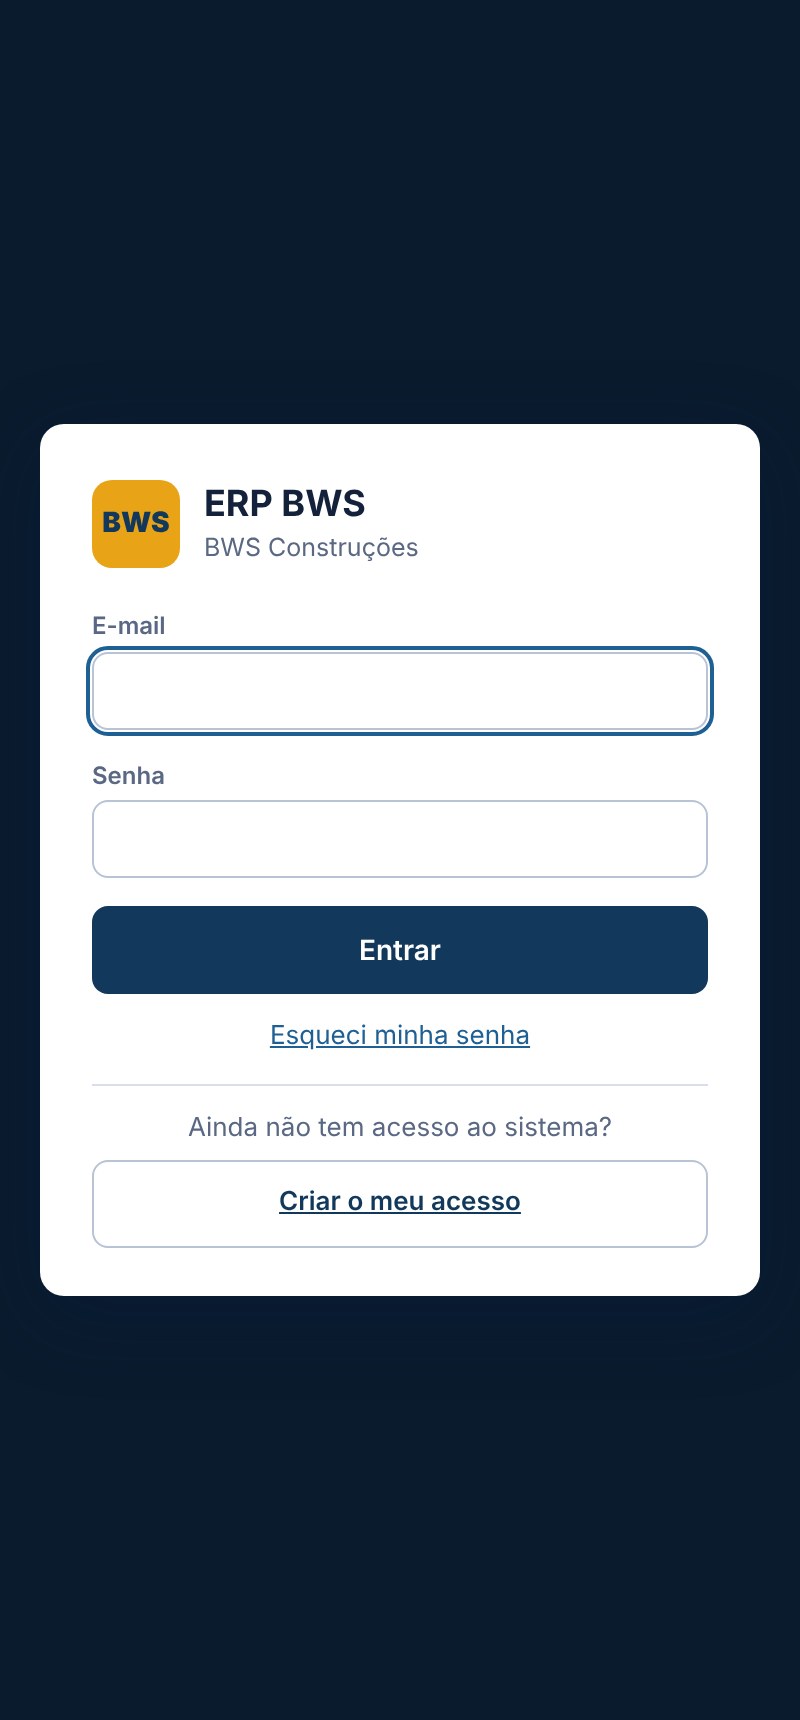 BWS
ERP BWS
BWS Construções
E-mail
Senha
Entrar
Esqueci minha senha
Ainda não tem acesso ao sistema?
Criar o meu acesso